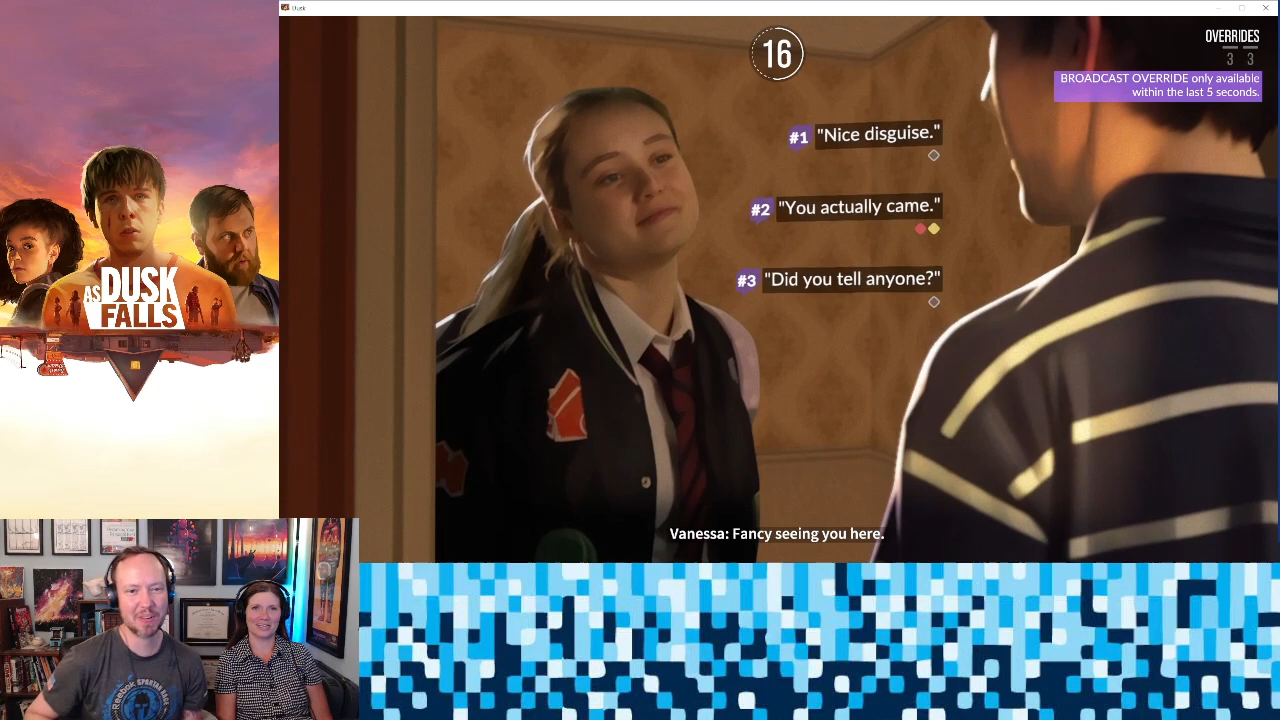 Dusk
16
OVERRIDES
3 3
BROADCAST OVERRIDE only available
within the last 5 seconds.
#1 "Nice disguise."
#2 "You actually came."
#3 "Did you tell anyone?"
AS DUSK
FALLS
Vanessa: Fancy seeing you here.